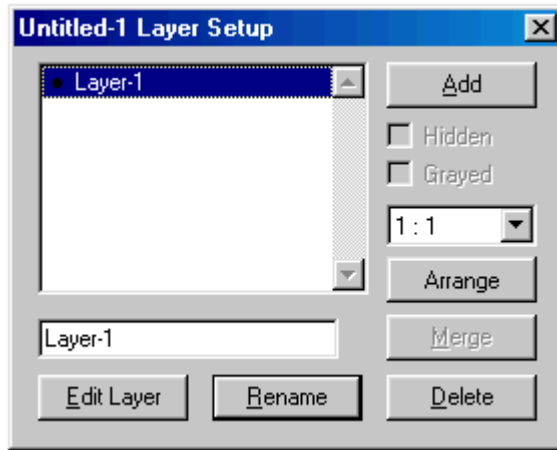 Untitled-1 Layer Setup
Layer-1
Add
Hidden
Grayed
1 : 1
Arrange
Layer-1
Merge
Edit Layer
Rename
Delete